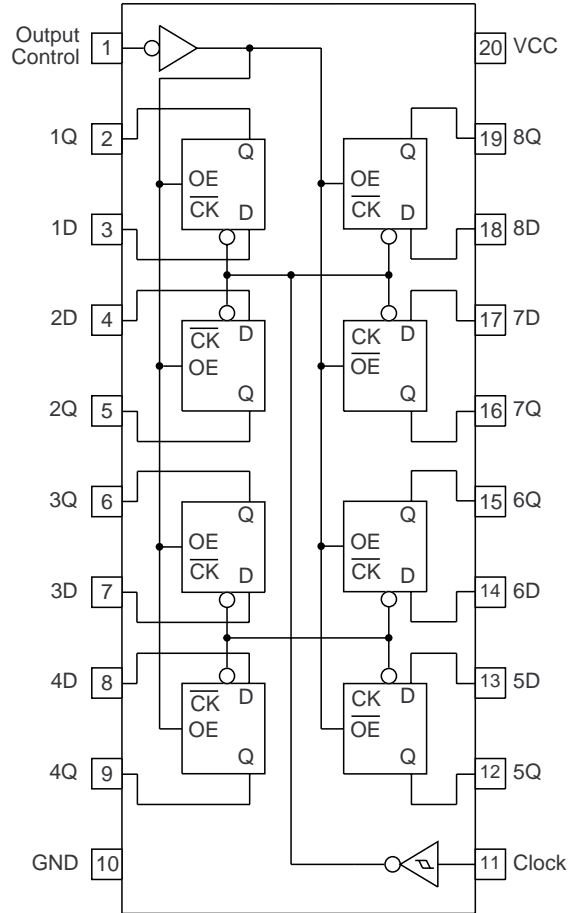 Output
Control 1 20 VCC
1Q 2 Q Q 19 8Q
OE OE
CK CK
1D 3 D D 18 8D
2D 4 D D 17 7D
CK CK
OE OE
2Q 5 Q Q 16 7Q
3Q 6 Q Q 15 6Q
OE OE
CK CK
3D 7 D D 14 6D
4D 8 D D 13 5D
CK CK
OE OE
4Q 9 Q Q 12 5Q
GND 10 11 Clock